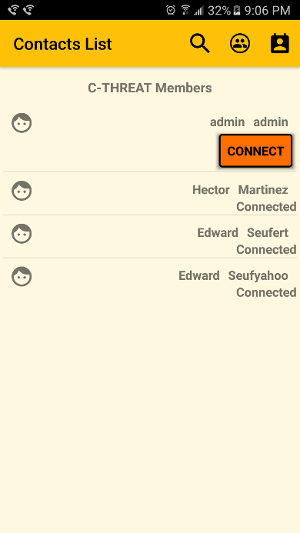 32% 9:06 PM
Contacts List
C-THREAT Members
admin admin
CONNECT
Hector Martinez
Connected
Edward Seufert
Connected
Edward Seufyahoo
Connected